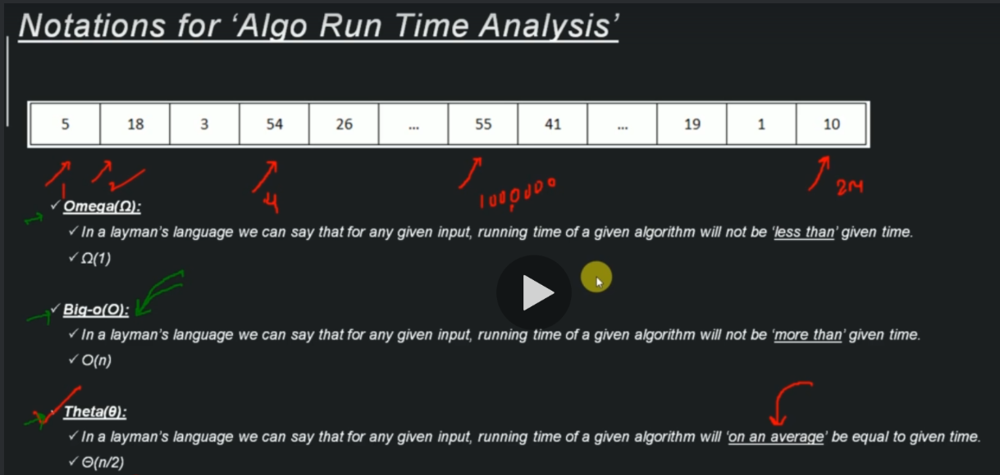 Notations for ‘Algo Run Time Analysis’
5 18 3 54 26 ... 55 41 ... 19 1 10
1 2 4 1000000 2M
✓ Omega(Ω):
✓ In a layman’s language we can say that for any given input, running time of a given algorithm will not be ‘less than’ given time.
✓ Ω(1)
✓ Big-o(O):
✓ In a layman’s language we can say that for any given input, running time of a given algorithm will not be ‘more than’ given time.
✓ O(n)
✓ Theta(θ):
✓ In a layman’s language we can say that for any given input, running time of a given algorithm will ‘on an average’ be equal to given time.
✓ Θ(n/2)